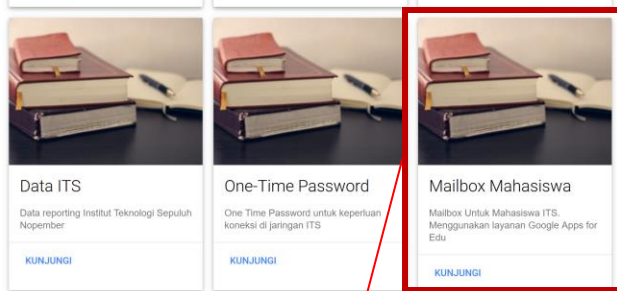 Data ITS
Data reporting Institut Teknologi Sepuluh
Nopember
KUNJUNGI
One-Time Password
One Time Password untuk keperluan
koneksi di jaringan ITS
KUNJUNGI
Mailbox Mahasiswa
Mailbox Untuk Mahasiswa ITS.
Menggunakan layanan Google Apps for
Edu
KUNJUNGI